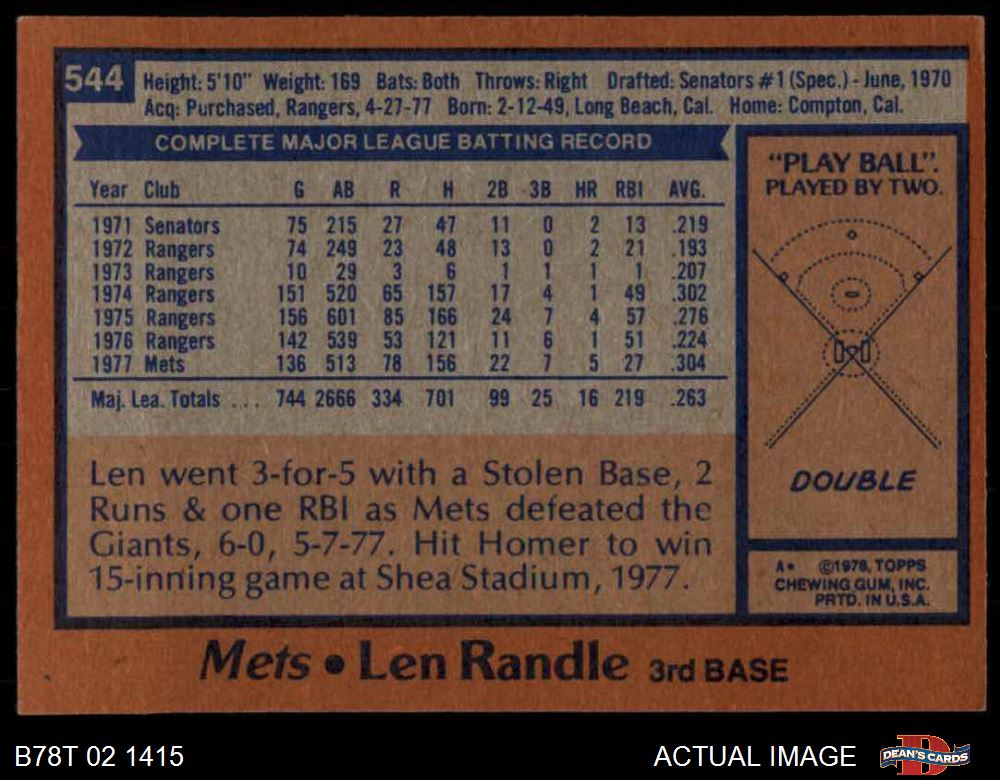 544
Height: 5'10" Weight: 169 Bats: Both Throws: Right Drafted: Senators #1 (Spec.) - June, 1970
Acq: Purchased, Rangers, 4-27-77 Born: 2-12-49, Long Beach, Cal. Home: Compton, Cal.
COMPLETE MAJOR LEAGUE BATTING RECORD
Year Club G AB R H 2B 3B HR RBI AVG.
1971 Senators 75 215 27 47 11 0 2 13 .219
1972 Rangers 74 249 23 48 13 0 2 21 .193
1973 Rangers 10 29 3 6 1 1 1 1 .207
1974 Rangers 151 520 65 157 17 4 1 49 .302
1975 Rangers 156 601 85 166 24 7 4 57 .276
1976 Rangers 142 539 53 121 11 6 1 51 .224
1977 Mets 136 513 78 156 22 7 5 27 .304
Maj. Lea. Totals ... 744 2666 334 701 99 25 16 219 .263
Len went 3-for-5 with a Stolen Base, 2
Runs & one RBI as Mets defeated the
Giants, 6-0, 5-7-77. Hit Homer to win
15-inning game at Shea Stadium, 1977.
"PLAY BALL".
PLAYED BY TWO.
DOUBLE
A* ©1978, TOPPS
CHEWING GUM, INC.
PRTD. IN U.S.A.
Mets • Len Randle 3rd BASE
B78T 02 1415
ACTUAL IMAGE
DEAN'S CARDS